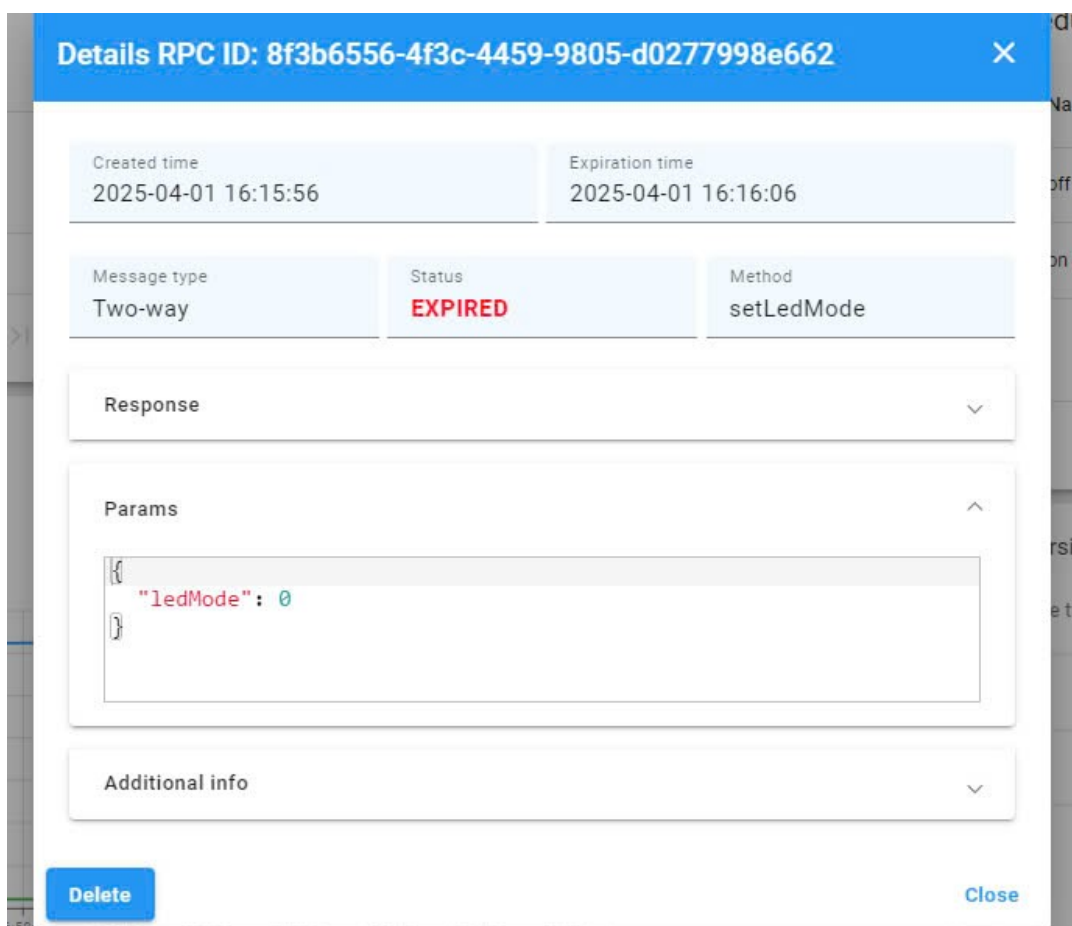 Details RPC ID: 8f3b6556-4f3c-4459-9805-d0277998e662
Created time
2025-04-01 16:15:56
Expiration time
2025-04-01 16:16:06
Message type
Two-way
Status
EXPIRED
Method
setLedMode
Response
Params
{
"ledMode": 0
}
Additional info
Delete
Close